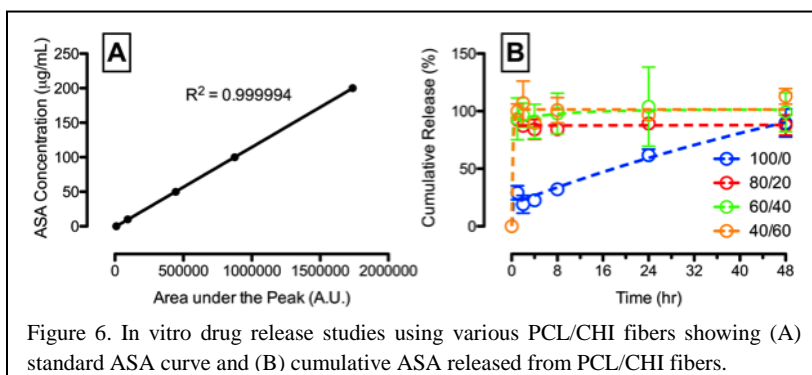 A
ASA Concentration (µg/mL)
250
200
150
100
50
0
R² = 0.999994
0
500000
1000000
1500000
2000000
Area under the Peak (A.U.)
B
Cumulative Release (%)
150
100
50
0
100/0
80/20
60/40
40/60
0
8
16
24
32
40
48
Time (hr)
Figure 6. In vitro drug release studies using various PCL/CHI fibers showing (A)
standard ASA curve and (B) cumulative ASA released from PCL/CHI fibers.